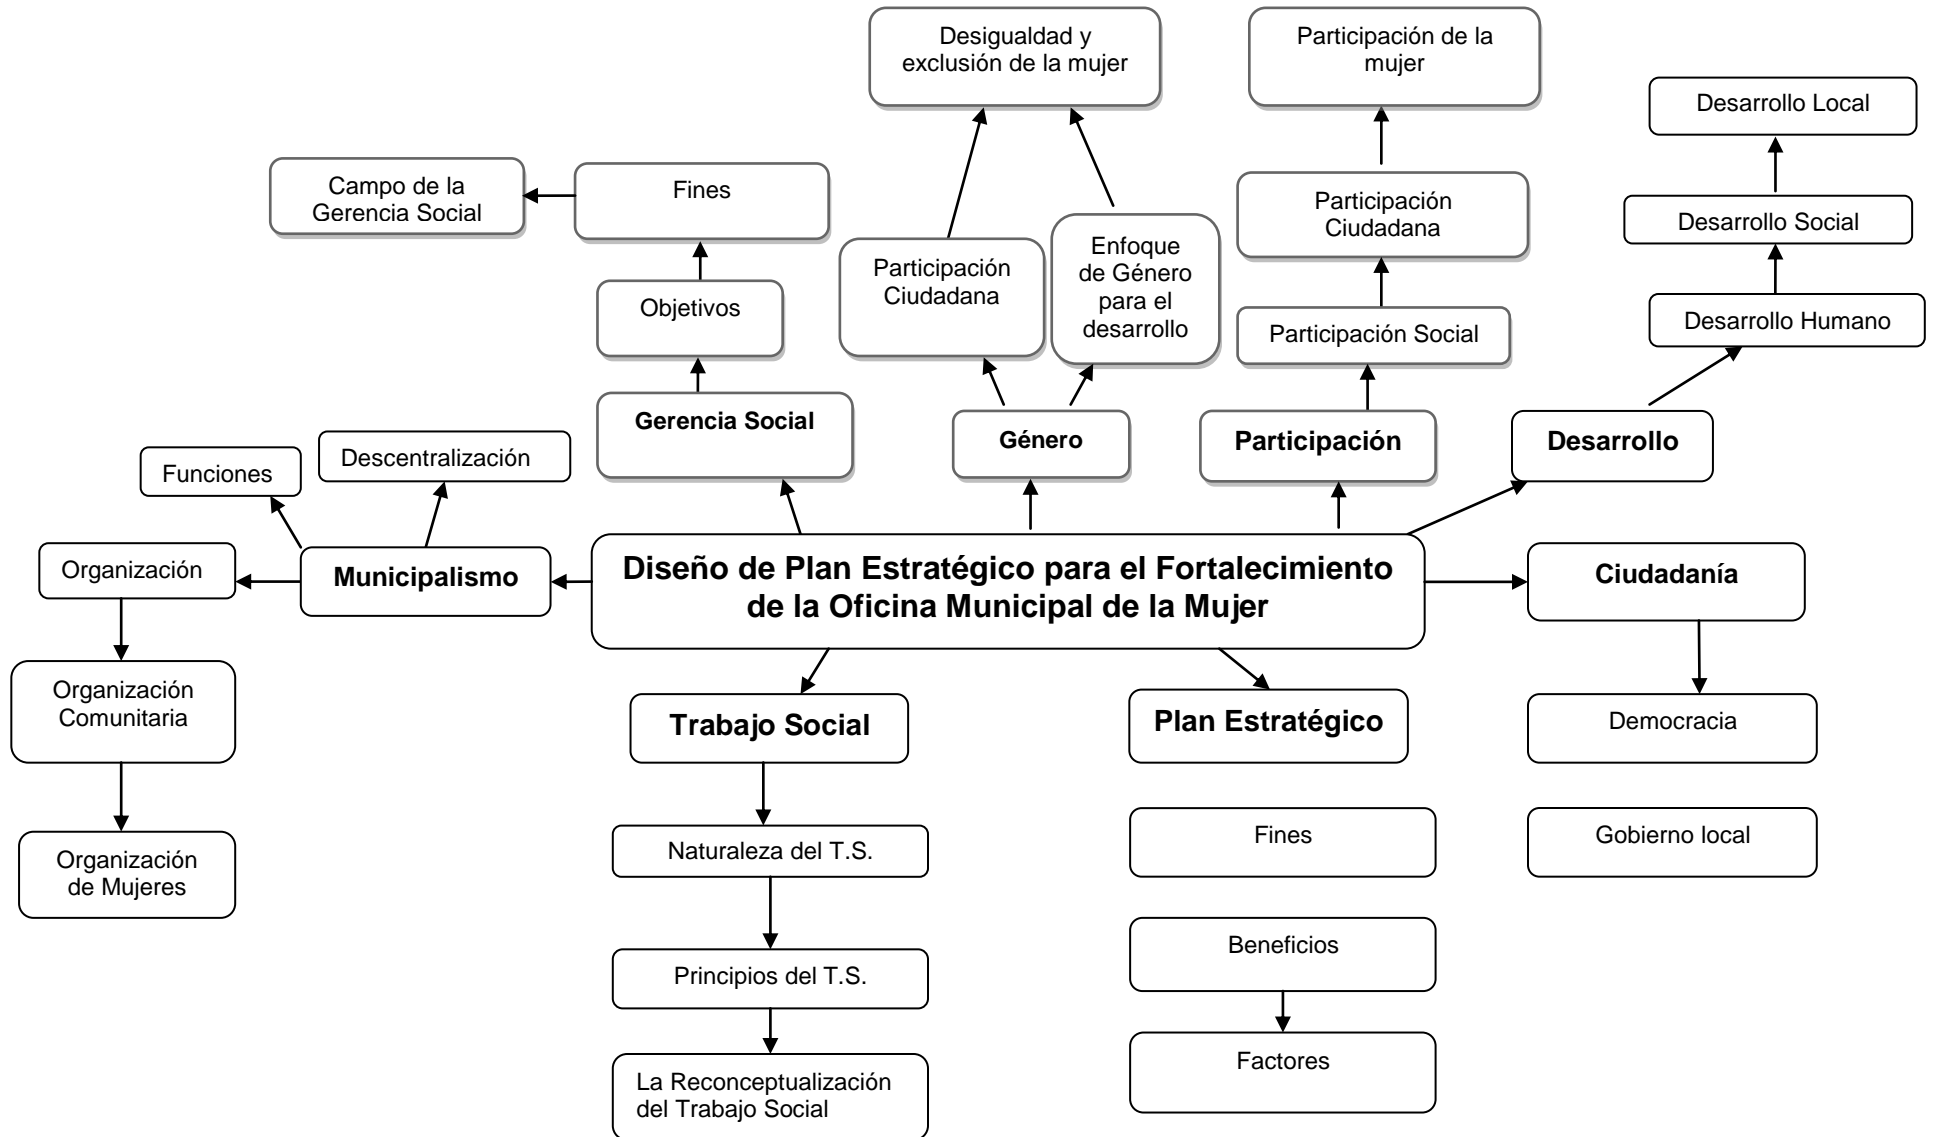 Desigualdad y
exclusión de la mujer
Participación de la
mujer
Desarrollo Local
Campo de la
Gerencia Social
Fines
Participación
Ciudadana
Desarrollo Social
Participación
Ciudadana
Enfoque
de Género
para el
desarrollo
Objetivos
Participación Social
Desarrollo Humano
Gerencia Social
Género
Participación
Desarrollo
Funciones
Descentralización
Organización
Municipalismo
Diseño de Plan Estratégico para el Fortalecimiento
de la Oficina Municipal de la Mujer
Ciudadanía
Organización
Comunitaria
Trabajo Social
Plan Estratégico
Democracia
Organización
de Mujeres
Naturaleza del T.S.
Fines
Gobierno local
Principios del T.S.
Beneficios
La Reconceptualización
del Trabajo Social
Factores